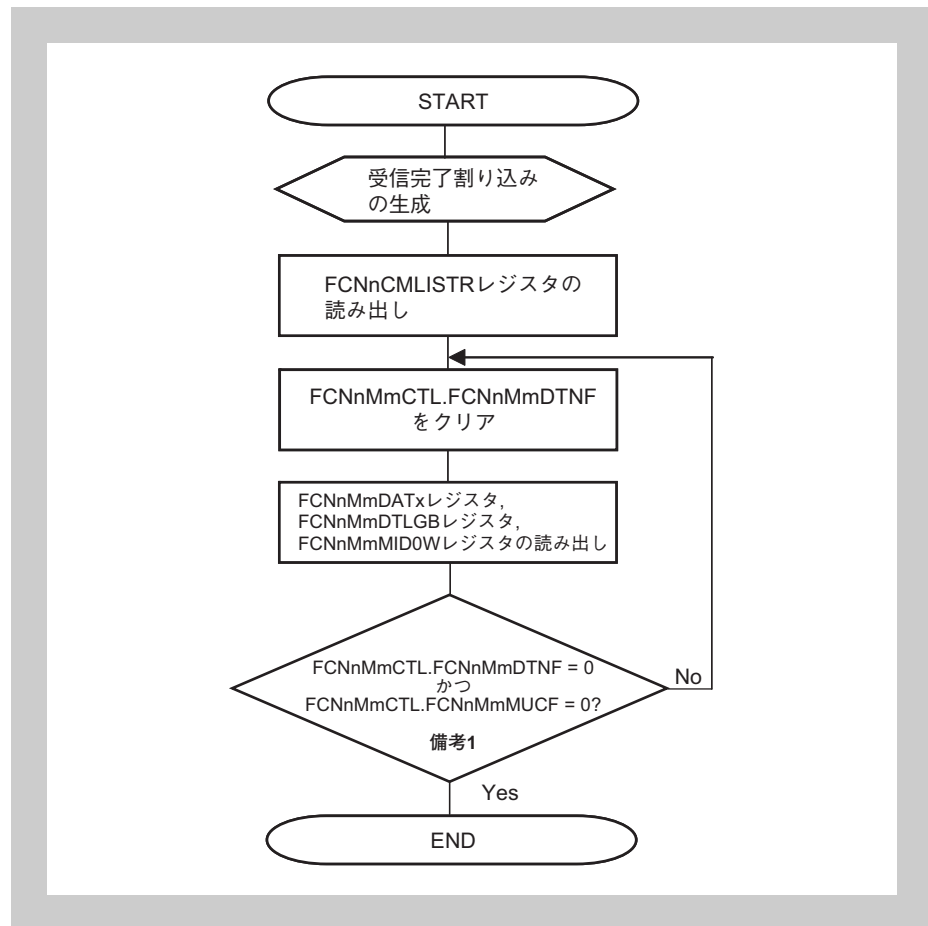 START
受信完了割り込み
の生成
FCNnCMLISTRレジスタの
読み出し
FCNnMmCTL.FCNnMmDTNF
をクリア
FCNnMmDATxレジスタ,
FCNnMmDTLGBレジスタ,
FCNnMmMID0Wレジスタの読み出し
FCNnMmCTL.FCNnMmDTNF = 0
かつ
FCNnMmCTL.FCNnMmMUCF = 0?
備考1
No
Yes
END